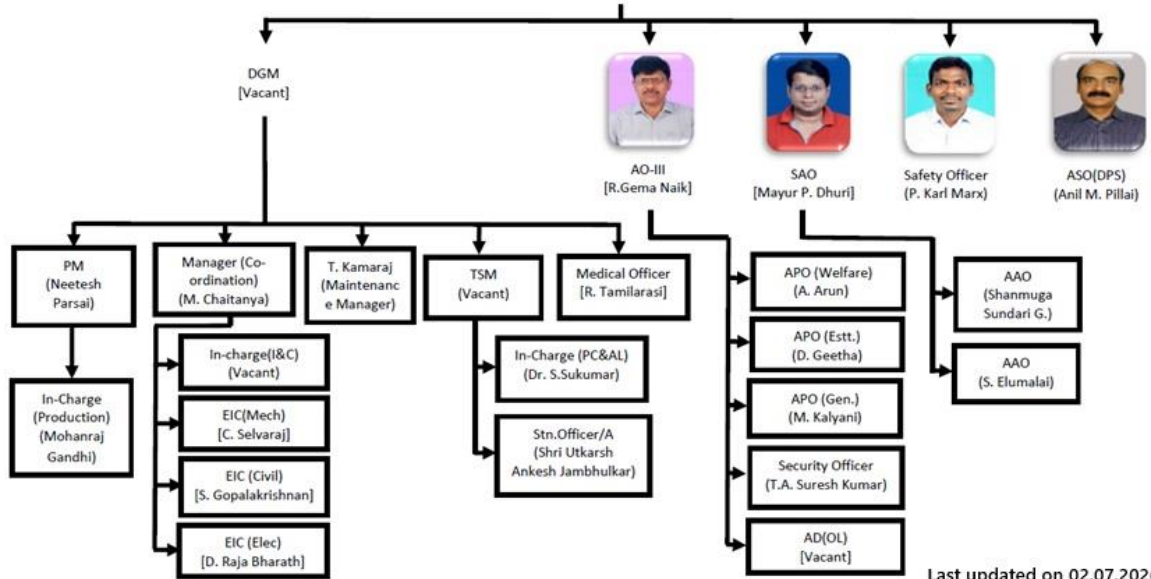 DGM
[Vacant]
AO-III
[R.Gema Naik]
SAO
[Mayur P. Dhuri]
Safety Officer
(P. Karl Marx)
ASO(DPS)
(Anil M. Pillai)
PM
(Neetesh
Parsai)
Manager (Co-
ordination)
(M. Chaitanya)
T. Kamaraj
(Maintenanc
e Manager)
TSM
(Vacant)
Medical Officer
[R. Tamilarasi]
In-Charge
(Production)
(Mohanraj
Gandhi)
In-charge(I&C)
(Vacant)
EIC(Mech)
[C. Selvaraj]
EIC (Civil)
[S. Gopalakrishnan]
EIC (Elec)
[D. Raja Bharath]
In-Charge (PC&AL)
(Dr. S.Sukumar)
Stn.Officer/A
(Shri Utkarsh
Ankesh Jambhulkar)
APO (Welfare)
(A. Arun)
APO (Estt.)
(D. Geetha)
APO (Gen.)
(M. Kalyani)
Security Officer
(T.A. Suresh Kumar)
AD(OL)
[Vacant]
AAO
(Shanmuga
Sundari G.)
AAO
(S. Elumalai)
Last updated on